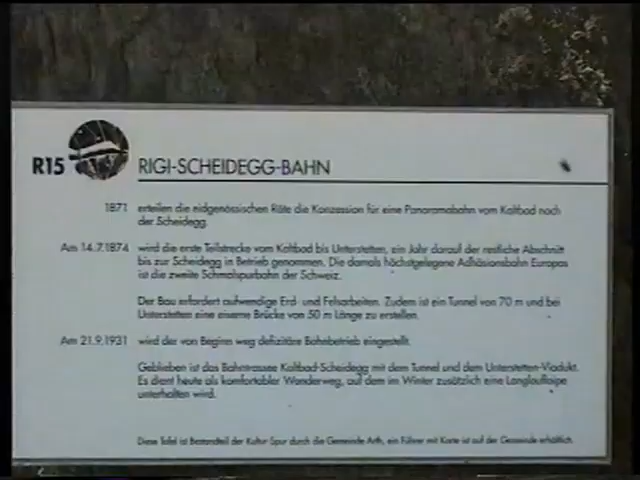 R15 RIGI-SCHEIDEGG-BAHN
1871 erteilen die eidgenössischen Räte die Konzession für eine Panoramabahn vom Kaltbad nach
der Scheidegg.
Am 14.7.1874 wird die erste Teilstrecke vom Kaltbad bis Unterstetten, ein Jahr darauf der restliche Abschnitt
bis zur Scheidegg in Betrieb genommen. Die damals höchstgelegene Adhäsionsbahn Europas
ist die zweite Schmalspurbahn der Schweiz.
Der Bau erfordert aufwendige Erd- und Felsarbeiten. Zudem ist ein Tunnel von 70 m und bei
Unterstetten eine eiserne Brücke von 50 m Länge zu erstellen.
Am 21.9.1931 wird der von Beginn weg defizitäre Bahnbetrieb eingestellt.
Geblieben ist das Bahntrassee Kaltbad-Scheidegg mit dem Tunnel und dem Unterstetten-Viadukt.
Es dient heute als komfortabler Wanderweg, auf dem im Winter zusätzlich eine Langlaufloipe
unterhalten wird.
Diese Tafel ist Bestandteil der Kultur-Spur durch die Gemeinde Arth, ein Führer mit Karte ist auf der Gemeinde erhältlich.